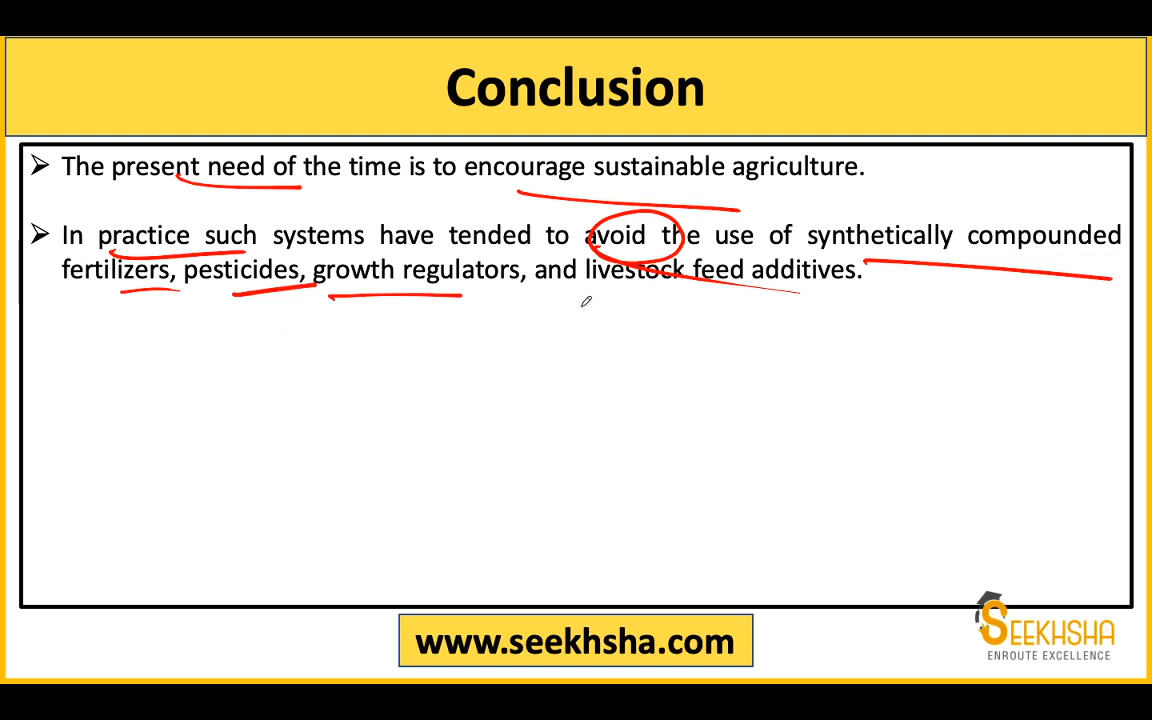 Conclusion
➢ The present need of the time is to encourage sustainable agriculture.
➢ In practice such systems have tended to avoid the use of synthetically compounded
fertilizers, pesticides, growth regulators, and livestock feed additives.
www.seekhsha.com
SEEKHSHA
ENROUTE EXCELLENCE